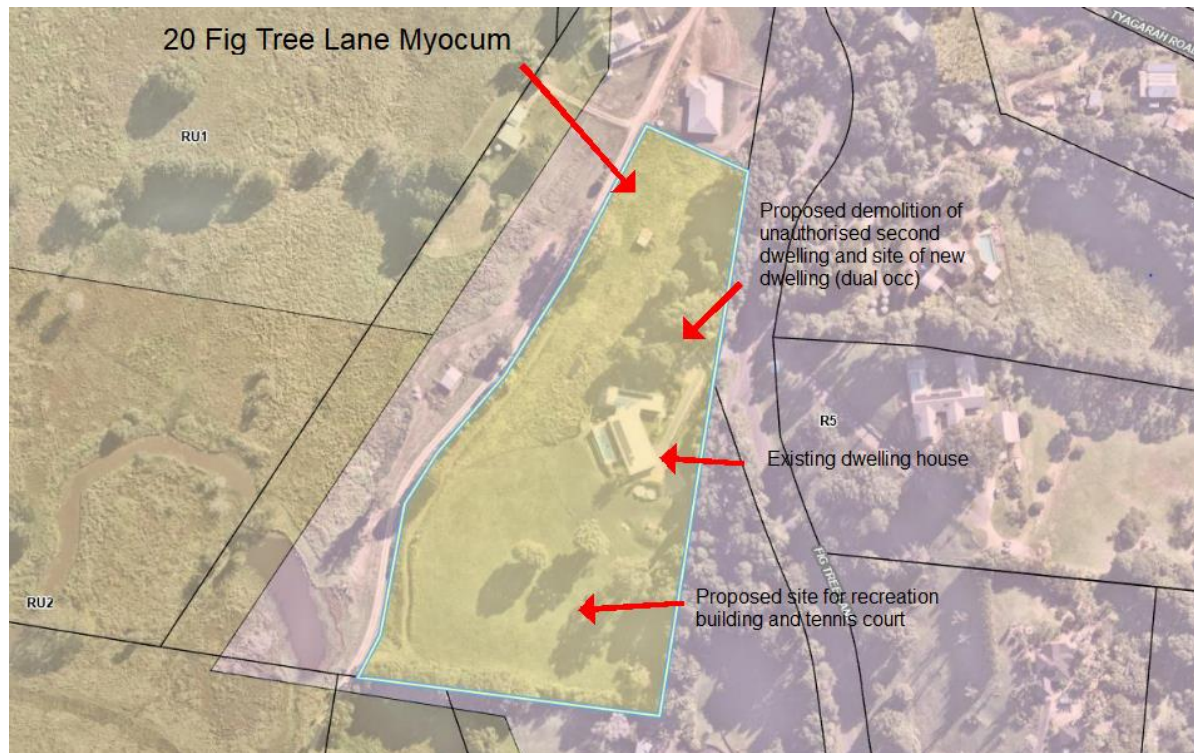 20 Fig Tree Lane Myocum
TYAGARAH ROAD
RU1
Proposed demolition of
unauthorised second
dwelling and site of new
dwelling (dual occ)
R5
Existing dwelling house
FIG TREE LANE
Proposed site for recreation
building and tennis court
RU2